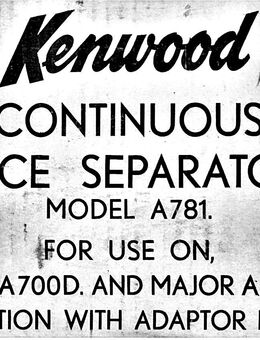 Kenwood
CONTINUOUS
CE SEPARATO
MODEL A781.
FOR USE ON,
A700D. AND MAJOR A
TION WITH ADAPTOR